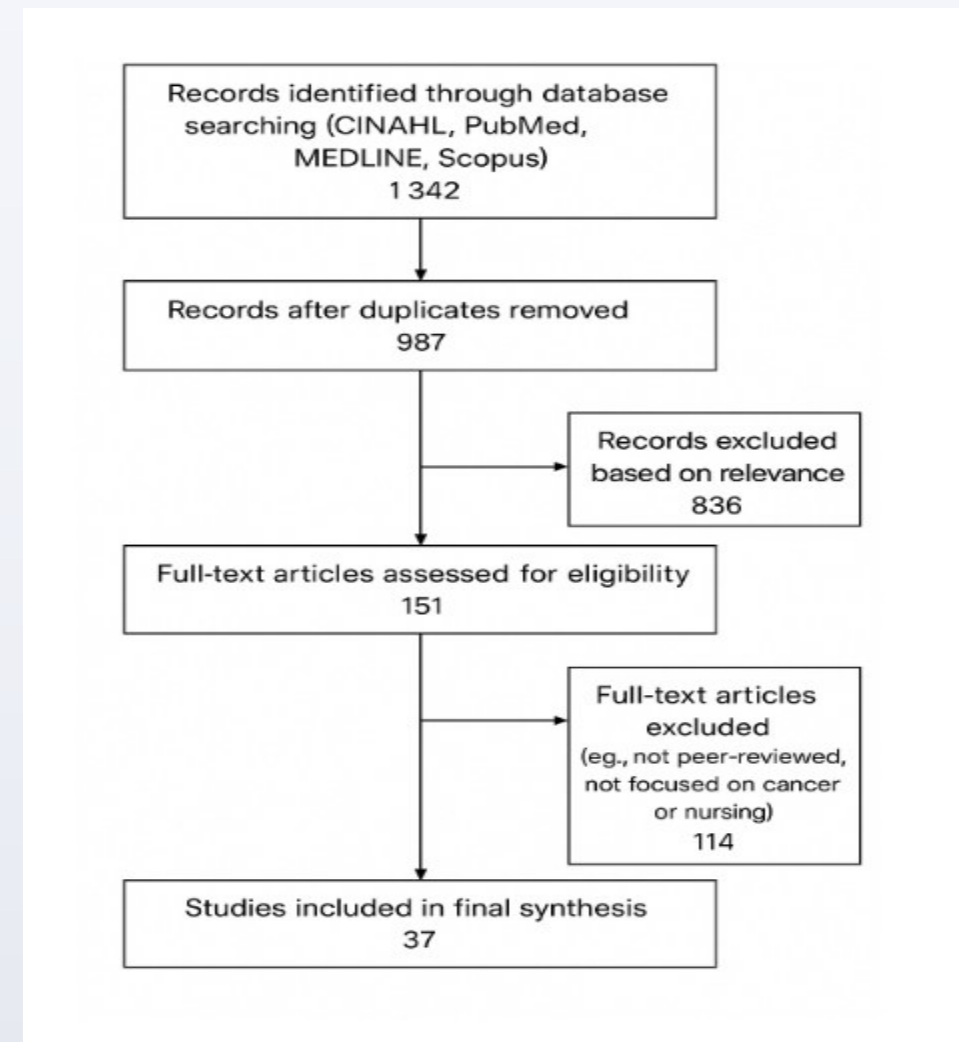 Records identified through database
searching (CINAHL, PubMed,
MEDLINE, Scopus)
1 342
Records after duplicates removed
987
Records excluded
based on relevance
836
Full-text articles assessed for eligibility
151
Full-text articles
excluded
(eg., not peer-reviewed,
not focused on cancer
or nursing)
114
Studies included in final synthesis
37